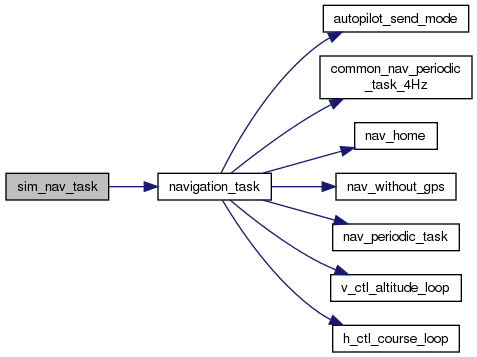 sim_nav_task
navigation_task
autopilot_send_mode
common_nav_periodic
_task_4Hz
nav_home
nav_without_gps
nav_periodic_task
v_ctl_altitude_loop
h_ctl_course_loop